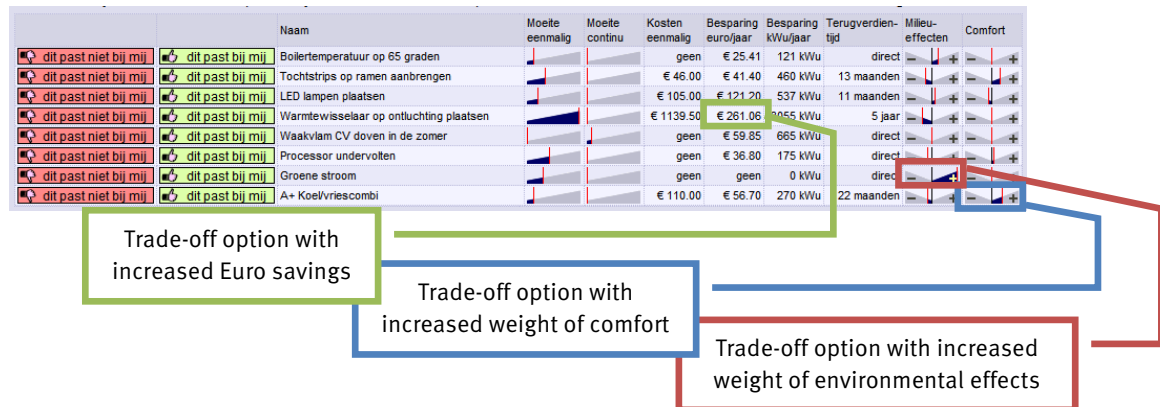 Naam Moeite eenmalig Moeite continu Kosten eenmalig Besparing euro/jaar Besparing kWu/jaar Terugverdien-tijd Milieu-effecten Comfort
dit past niet bij mij dit past bij mij Boilertemperatuur op 65 graden geen € 25.41 121 kWu direct − + − +
dit past niet bij mij dit past bij mij Tochtstrips op ramen aanbrengen € 46.00 € 41.40 460 kWu 13 maanden − + − +
dit past niet bij mij dit past bij mij LED lampen plaatsen € 105.00 € 121.20 537 kWu 11 maanden − + − +
dit past niet bij mij dit past bij mij Warmtewisselaar op ontluchting plaatsen € 1139.50 € 261.06 055 kWu 5 jaar − + − +
dit past niet bij mij dit past bij mij Waakvlam CV doven in de zomer geen € 59.85 665 kWu direct − + − +
dit past niet bij mij dit past bij mij Processor undervolten geen € 36.80 175 kWu direct − + − +
dit past niet bij mij dit past bij mij Groene stroom geen geen 0 kWu direct − + − +
dit past niet bij mij dit past bij mij A+ Koel/vriescombi € 110.00 € 56.70 270 kWu 22 maanden − + − +
Trade-off option with
increased Euro savings
Trade-off option with
increased weight of comfort
Trade-off option with increased
weight of environmental effects